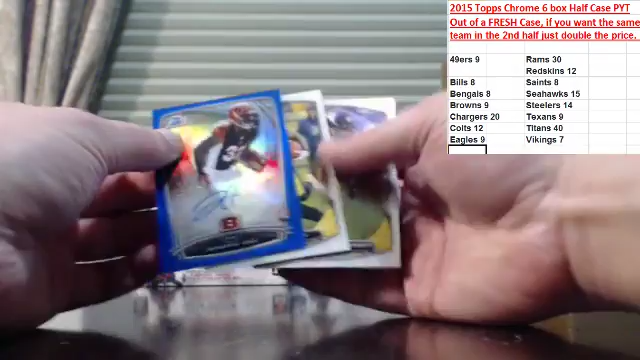 2015 Topps Chrome 6 box Half Case PYT
Out of a FRESH Case, if you want the same
team in the 2nd half just double the price.
49ers 9 Rams 30
Redskins 12
Bills 8 Saints 8
Bengals 8 Seahawks 15
Browns 9 Steelers 14
Chargers 20 Texans 9
Colts 12 Titans 40
Eagles 9 Vikings 7